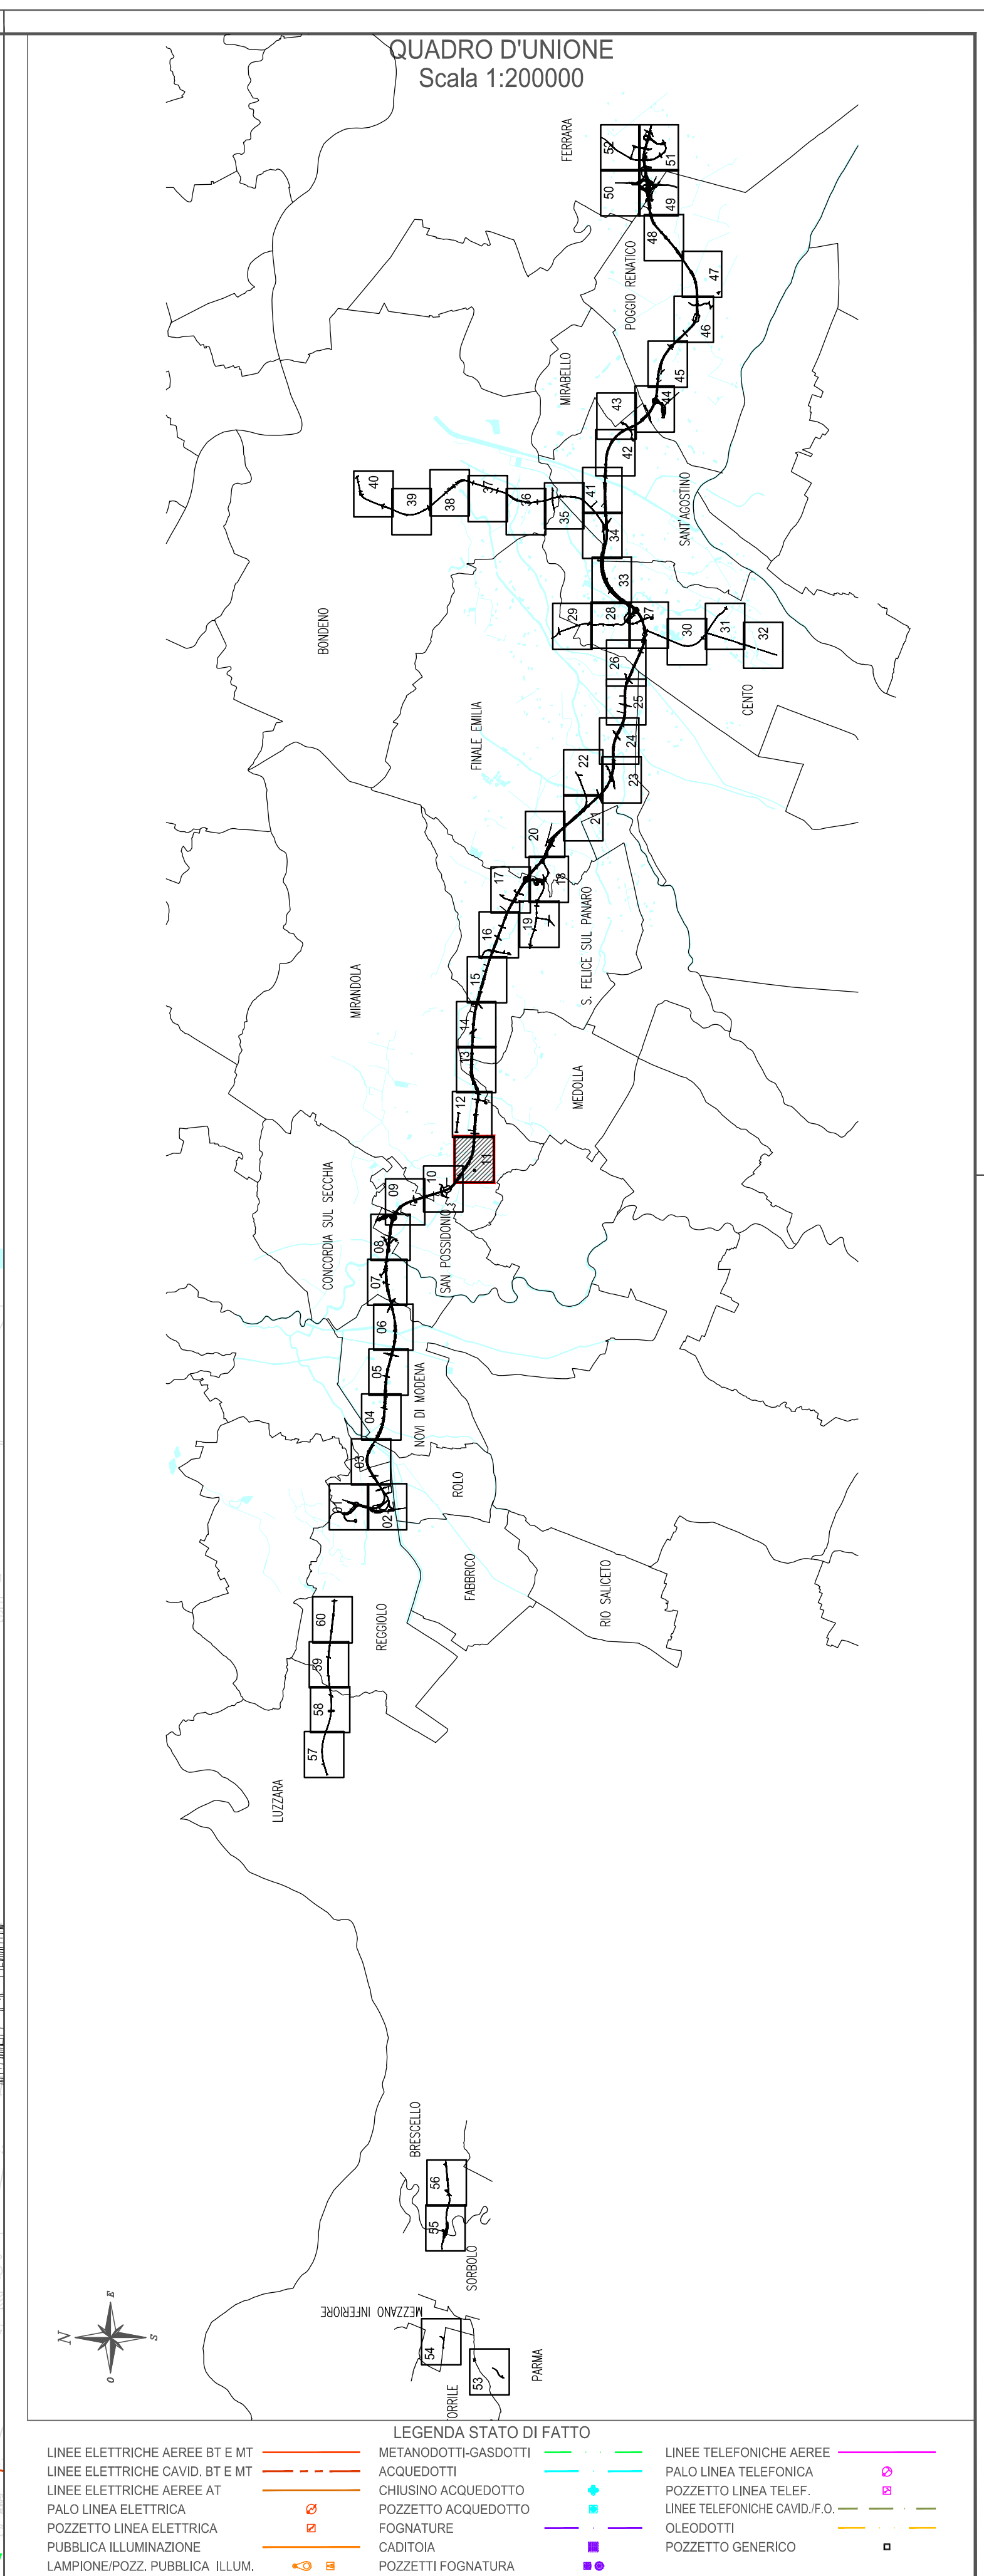 QUADRO D'UNIONE
Scala 1:200000
FERRARA
52
51
50
49
48
POGGIO RENATICO
47
46
MIRABELLO
45
44
43
42
SANT'AGOSTINO
41
40
39
38
37
36
35
34
33
BONDENO
29
28
27
30
31
32
26
25
CENTO
FINALE EMILIA
24
23
22
21
20
18
17
19
S. FELICE SUL PANARO
16
15
MIRANDOLA
14
13
MEDOLLA
12
11
CONCORDIA SUL SECCHIA
10
09
SAN POSSIDONIO
08
07
06
05
NOVI DI MODENA
04
03
ROLO
01
02
FABBRICO
RIO SALICETO
REGGIOLO
60
59
58
57
LUZZARA
BRESCELLO
56
55
SORBOLO
MEZZANO INFERIORE
54
53
PARMA
ORRILE
N
E
S
O
LEGENDA STATO DI FATTO
LINEE ELETTRICHE AEREE BT E MT
LINEE ELETTRICHE CAVID. BT E MT
LINEE ELETTRICHE AEREE AT
PALO LINEA ELETTRICA
POZZETTO LINEA ELETTRICA
PUBBLICA ILLUMINAZIONE
LAMPIONE/POZZ. PUBBLICA ILLUM.
METANODOTTI-GASDOTTI
ACQUEDOTTI
CHIUSINO ACQUEDOTTO
POZZETTO ACQUEDOTTO
FOGNATURE
CADITOIA
POZZETTI FOGNATURA
LINEE TELEFONICHE AEREE
PALO LINEA TELEFONICA
POZZETTO LINEA TELEF.
LINEE TELEFONICHE CAVID./F.O.
OLEODOTTI
POZZETTO GENERICO